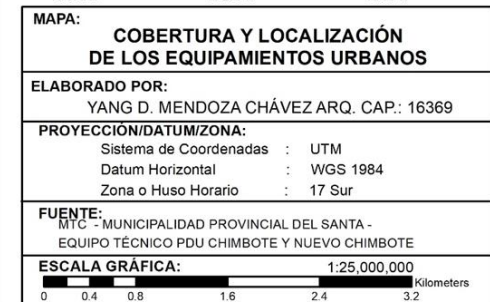 MAPA:
COBERTURA Y LOCALIZACIÓN
DE LOS EQUIPAMIENTOS URBANOS
ELABORADO POR:
YANG D. MENDOZA CHÁVEZ ARQ. CAP.: 16369
PROYECCIÓN/DATUM/ZONA:
Sistema de Coordenadas : UTM
Datum Horizontal : WGS 1984
Zona o Huso Horario : 17 Sur
FUENTE:
MTC - MUNICIPALIDAD PROVINCIAL DEL SANTA -
EQUIPO TÉCNICO PDU CHIMBOTE Y NUEVO CHIMBOTE
ESCALA GRÁFICA: 1:25,000,000
Kilometers
0 0.4 0.8 1.6 2.4 3.2